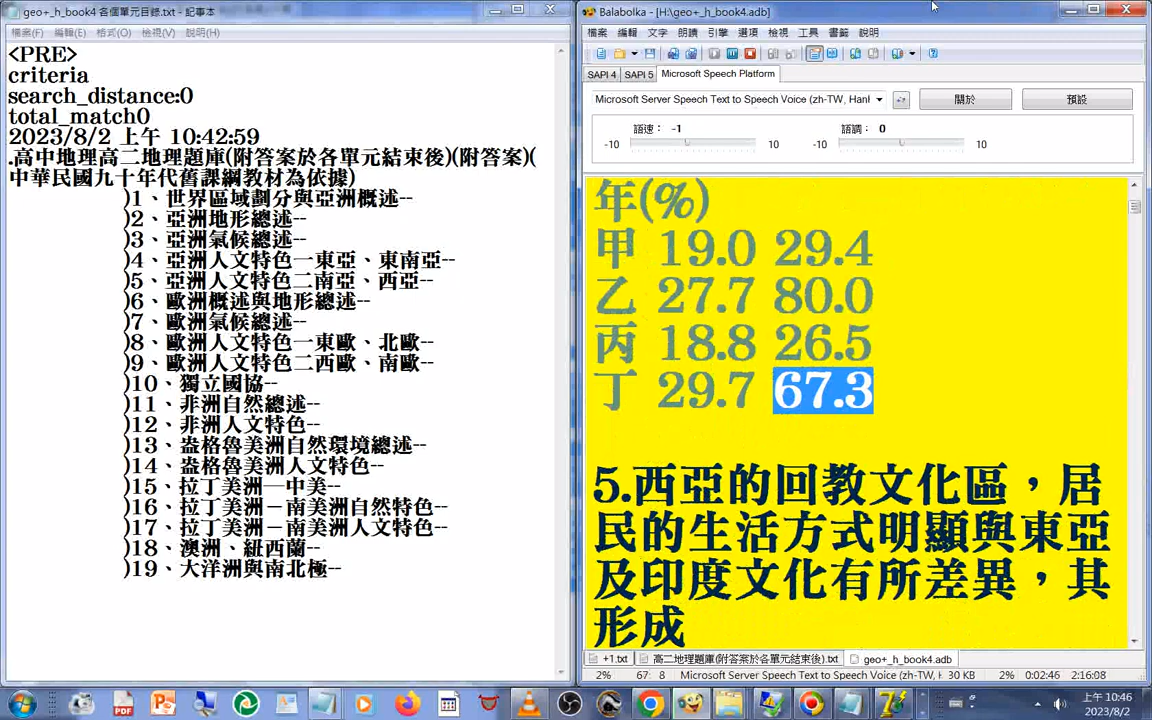 geo+_h_book4 各個單元目錄.txt - 記事本
檔案(F) 編輯(E) 格式(O) 檢視(V) 說明(H)
<PRE>
criteria
search_distance:0
total_match0
2023/8/2 上午 10:42:59
.高中地理高二地理題庫(附答案於各單元結束後)(附答案)(
中華民國九十年代舊課綱教材為依據)
)1、世界區域劃分與亞洲概述--
)2、亞洲地形總述--
)3、亞洲氣候總述--
)4、亞洲人文特色一東亞、東南亞--
)5、亞洲人文特色二南亞、西亞--
)6、歐洲概述與地形總述--
)7、歐洲氣候總述--
)8、歐洲人文特色一東歐、北歐--
)9、歐洲人文特色二西歐、南歐--
)10、獨立國協--
)11、非洲自然總述--
)12、非洲人文特色--
)13、盎格魯美洲自然環境總述--
)14、盎格魯美洲人文特色--
)15、拉丁美洲—中美--
)16、拉丁美洲－南美洲自然特色--
)17、拉丁美洲－南美洲人文特色--
)18、澳洲、紐西蘭--
)19、大洋洲與南北極--
Balabolka - [H:\geo+_h_book4.adb]
檔案 編輯 文字 朗讀 引擎 選項 檢視 工具 書籤 說明
SAPI 4 SAPI 5 Microsoft Speech Platform
Microsoft Server Speech Text to Speech Voice (zh-TW, Hanl
關於 預設
語速： -1 語調： 0
-10 10 -10 10
年(%)
甲 19.0 29.4
乙 27.7 80.0
丙 18.8 26.5
丁 29.7 67.3
5.西亞的回教文化區，居
民的生活方式明顯與東亞
及印度文化有所差異，其
形成
+1.txt 高二地理題庫(附答案於各單元結束後).txt geo+_h_book4.adb
2% 67: 8 Microsoft Server Speech Text to Speech Voice (zh-TW, H 30 KB 2% 0:02:46 2:16:08
上午 10:46
2023/8/2